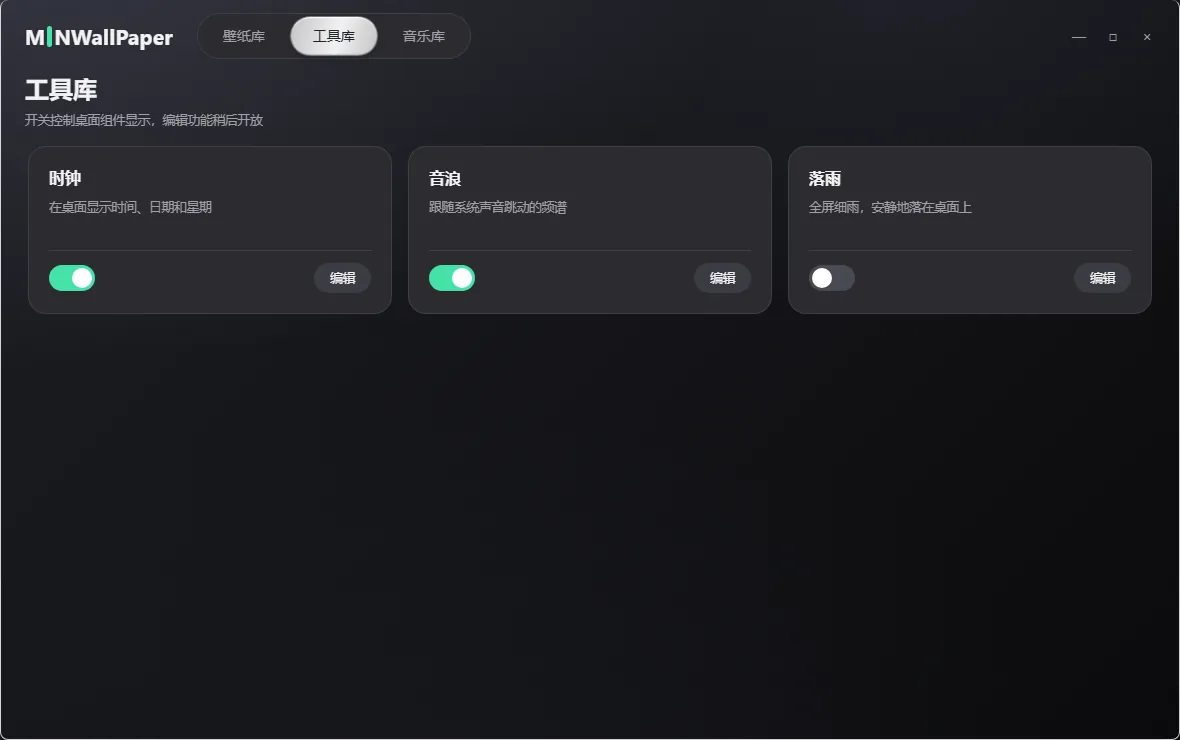 MINWallPaper
壁纸库 工具库 音乐库
工具库
开关控制桌面组件显示，编辑功能稍后开放
时钟
在桌面显示时间、日期和星期
编辑
音浪
跟随系统声音跳动的频谱
编辑
落雨
全屏细雨，安静地落在桌面上
编辑